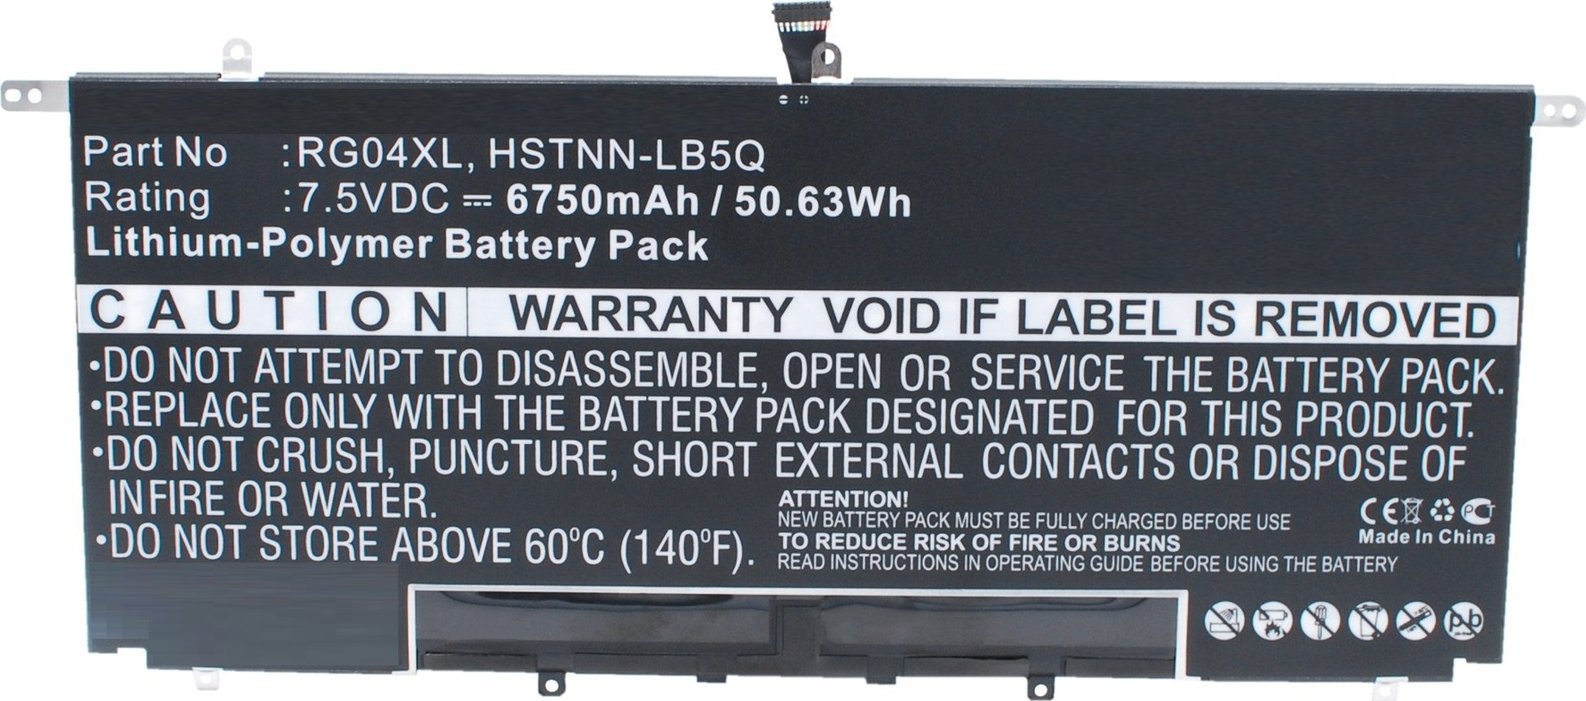 Part No :RG04XL, HSTNN-LB5Q
Rating :7.5VDC ⎓ 6750mAh / 50.63Wh
Lithium-Polymer Battery Pack
CAUTION WARRANTY VOID IF LABEL IS REMOVED
•DO NOT ATTEMPT TO DISASSEMBLE, OPEN OR SERVICE THE BATTERY PACK.
•REPLACE ONLY WITH THE BATTERY PACK DESIGNATED FOR THIS PRODUCT.
•DO NOT CRUSH, PUNCTURE, SHORT EXTERNAL CONTACTS OR DISPOSE OF
INFIRE OR WATER.
•DO NOT STORE ABOVE 60°C (140°F).
ATTENTION!
NEW BATTERY PACK MUST BE FULLY CHARGED BEFORE USE
TO REDUCE RISK OF FIRE OR BURNS
READ INSTRUCTIONS IN OPERATING GUIDE BEFORE USING THE BATTERY
CE PCT
Made In China
pb